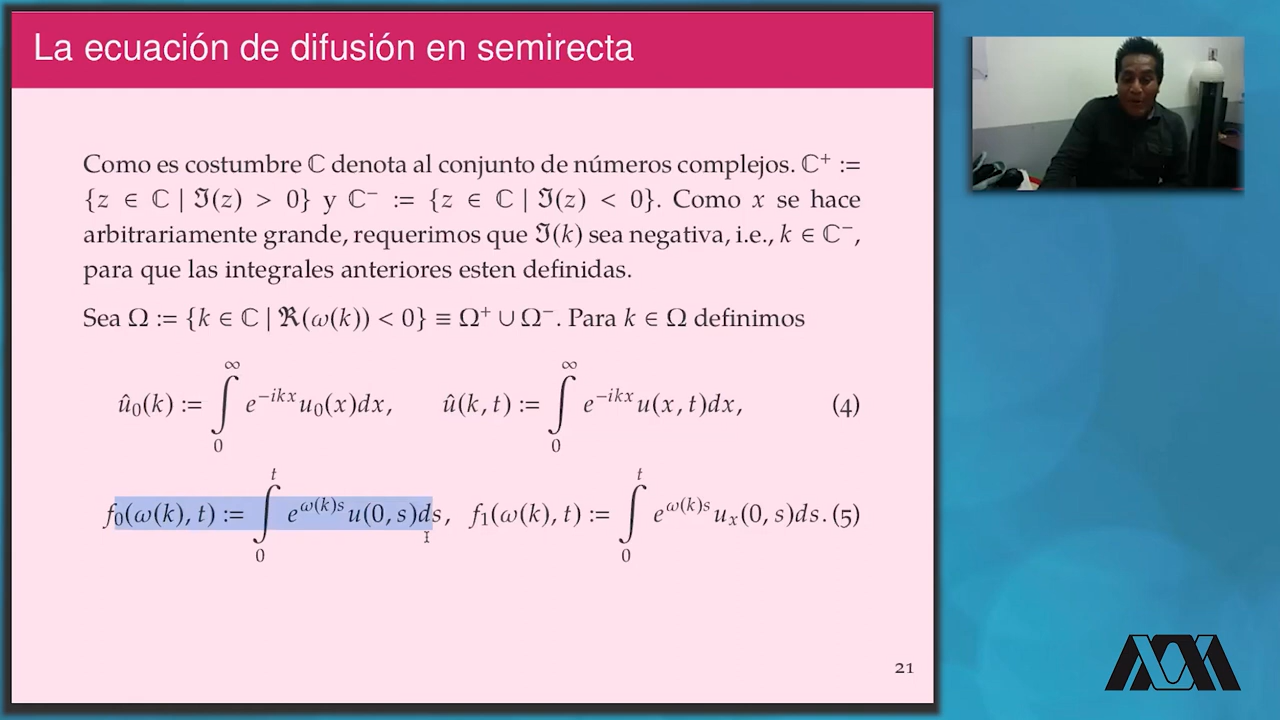 La ecuación de difusión en semirecta
Como es costumbre ℂ denota al conjunto de números complejos. ℂ⁺ :=
{z ∈ ℂ | ℑ(z) > 0} y ℂ⁻ := {z ∈ ℂ | ℑ(z) < 0}. Como x se hace
arbitrariamente grande, requerimos que ℑ(k) sea negativa, i.e., k ∈ ℂ⁻,
para que las integrales anteriores esten definidas.
Sea Ω := {k ∈ ℂ | ℜ(ω(k)) < 0} ≡ Ω⁺ ∪ Ω⁻. Para k ∈ Ω definimos
û₀(k) := ∫₀^∞ e^{−ikx} u₀(x)dx, û(k, t) := ∫₀^∞ e^{−ikx} u(x, t)dx, (4)
f₀(ω(k), t) := ∫₀^t e^{ω(k)s} u(0, s)ds, f₁(ω(k), t) := ∫₀^t e^{ω(k)s} uₓ(0, s)ds. (5)
21